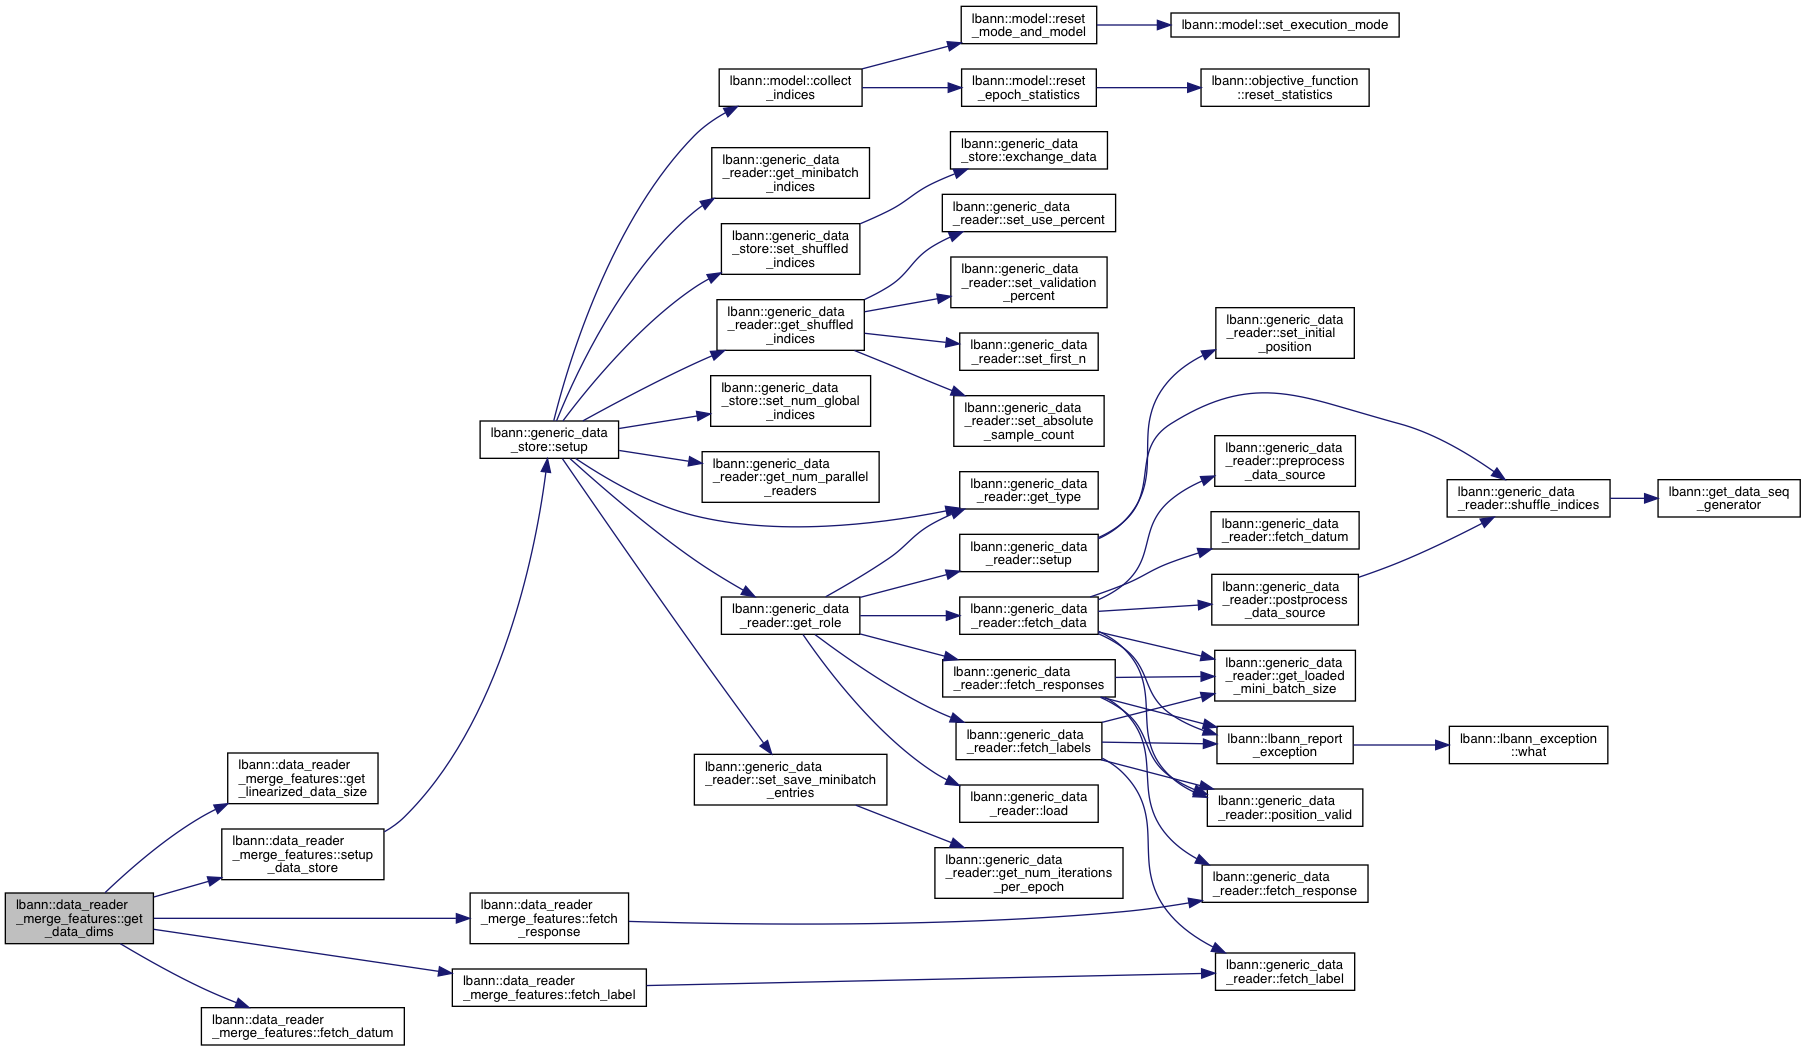 lbann::model::reset
_mode_and_model
lbann::model::set_execution_mode
lbann::model::collect
_indices
lbann::model::reset
_epoch_statistics
lbann::objective_function
::reset_statistics
lbann::generic_data
_store::exchange_data
lbann::generic_data
_reader::get_minibatch
_indices
lbann::generic_data
_reader::set_use_percent
lbann::generic_data
_store::set_shuffled
_indices
lbann::generic_data
_reader::set_validation
_percent
lbann::generic_data
_reader::get_shuffled
_indices
lbann::generic_data
_reader::set_initial
_position
lbann::generic_data
_reader::set_first_n
lbann::generic_data
_store::set_num_global
_indices
lbann::generic_data
_reader::set_absolute
_sample_count
lbann::generic_data
_store::setup
lbann::generic_data
_reader::preprocess
_data_source
lbann::generic_data
_reader::get_num_parallel
_readers
lbann::generic_data
_reader::get_type
lbann::generic_data
_reader::shuffle_indices
lbann::get_data_seq
_generator
lbann::generic_data
_reader::fetch_datum
lbann::generic_data
_reader::setup
lbann::generic_data
_reader::postprocess
_data_source
lbann::generic_data
_reader::get_role
lbann::generic_data
_reader::fetch_data
lbann::generic_data
_reader::get_loaded
_mini_batch_size
lbann::generic_data
_reader::fetch_responses
lbann::generic_data
_reader::fetch_labels
lbann::lbann_report
_exception
lbann::lbann_exception
::what
lbann::data_reader
_merge_features::get
_linearized_data_size
lbann::generic_data
_reader::set_save_minibatch
_entries
lbann::generic_data
_reader::load
lbann::generic_data
_reader::position_valid
lbann::data_reader
_merge_features::setup
_data_store
lbann::generic_data
_reader::get_num_iterations
_per_epoch
lbann::generic_data
_reader::fetch_response
lbann::data_reader
_merge_features::get
_data_dims
lbann::data_reader
_merge_features::fetch
_response
lbann::data_reader
_merge_features::fetch_label
lbann::generic_data
_reader::fetch_label
lbann::data_reader
_merge_features::fetch_datum